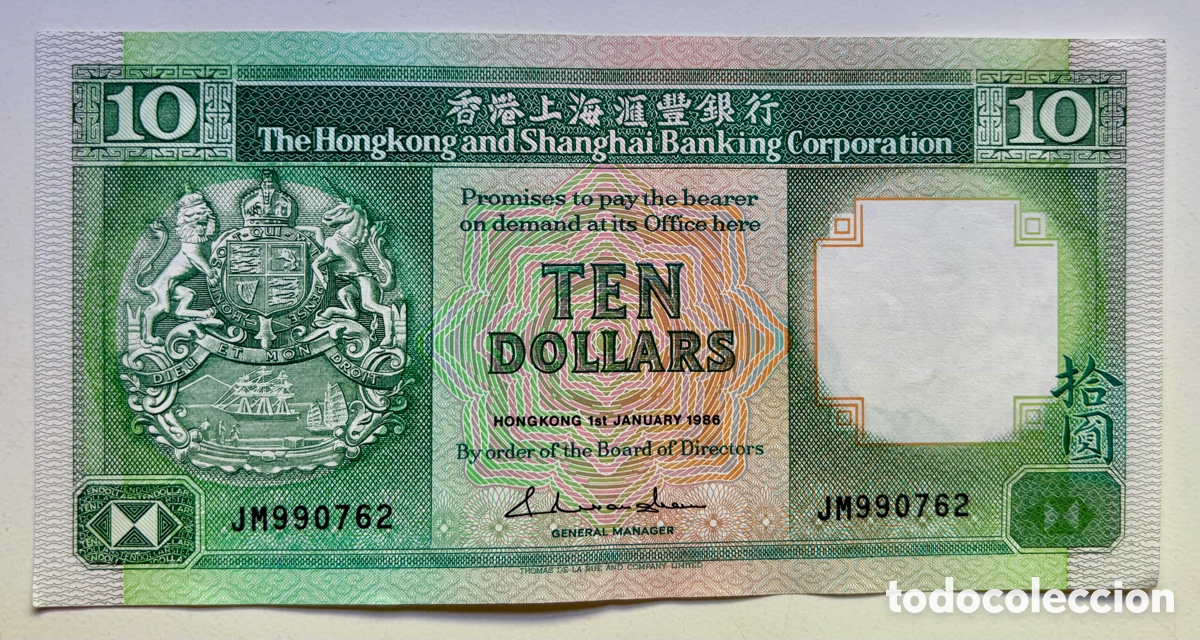 10
香港上海滙豐銀行
10
The Hongkong and Shanghai Banking Corporation
Promises to pay the bearer
on demand at its Office here
TEN
DOLLARS
QUI
DIEU ET MON DROIT
拾圓
HONGKONG 1st JANUARY 1986
By order of the Board of Directors
JM990762
JM990762
GENERAL MANAGER
THOMAS DE LA RUE AND COMPANY LIMITED
todocoleccion